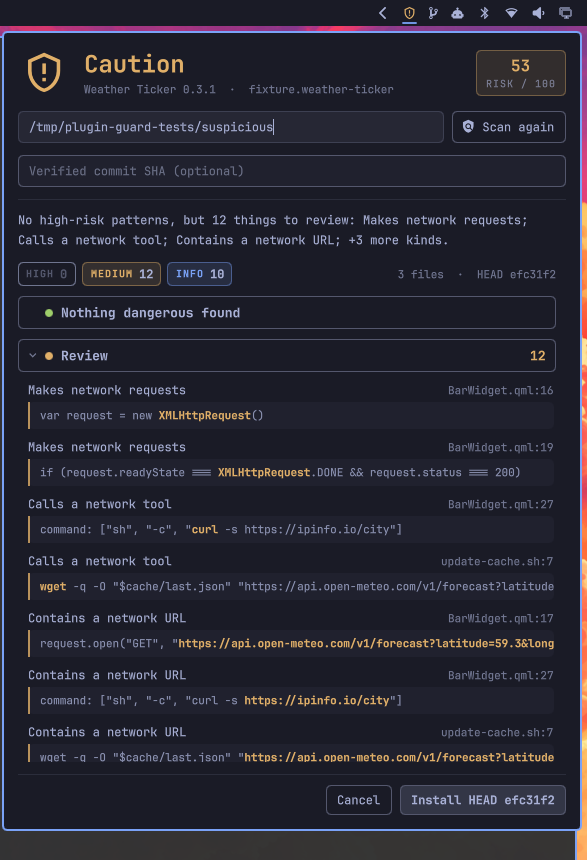 Caution
Weather Ticker 0.3.1 · fixture.weather-ticker
53
RISK / 100
/tmp/plugin-guard-tests/suspicious
Scan again
Verified commit SHA (optional)
No high-risk patterns, but 12 things to review: Makes network requests;
Calls a network tool; Contains a network URL; +3 more kinds.
HIGH 0 MEDIUM 12 INFO 10 3 files · HEAD efc31f2
Nothing dangerous found
Review 12
Makes network requests BarWidget.qml:16
var request = new XMLHttpRequest()
Makes network requests BarWidget.qml:19
if (request.readyState === XMLHttpRequest.DONE && request.status === 200)
Calls a network tool BarWidget.qml:27
command: ["sh", "-c", "curl -s https://ipinfo.io/city"]
Calls a network tool update-cache.sh:7
wget -q -O "$cache/last.json" "https://api.open-meteo.com/v1/forecast?latitude
Contains a network URL BarWidget.qml:17
request.open("GET", "https://api.open-meteo.com/v1/forecast?latitude=59.3&long
Contains a network URL BarWidget.qml:27
command: ["sh", "-c", "curl -s https://ipinfo.io/city"]
Contains a network URL update-cache.sh:7
wget -q -O "$cache/last.json" "https://api.open-meteo.com/v1/forecast?latitude
Cancel
Install HEAD efc31f2